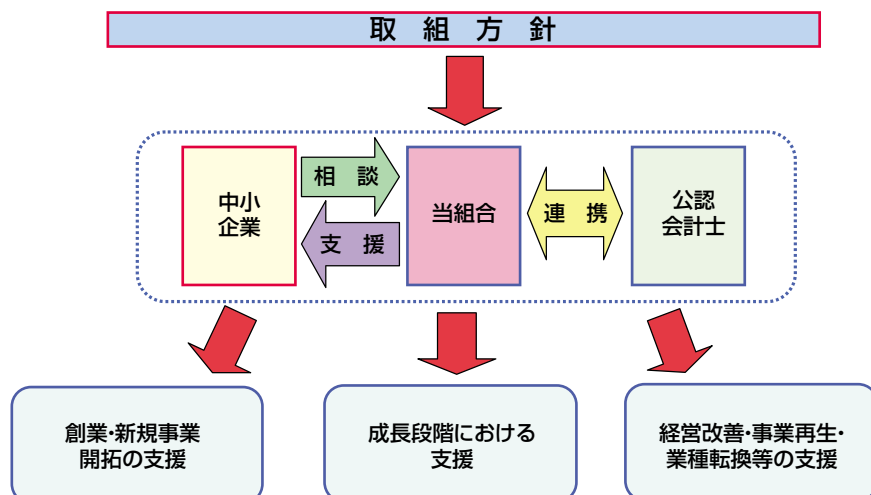 取組方針
中小
企業
相談
支援
当組合
連携
公認
会計士
創業・新規事業
開拓の支援
成長段階における
支援
経営改善・事業再生・
業種転換等の支援